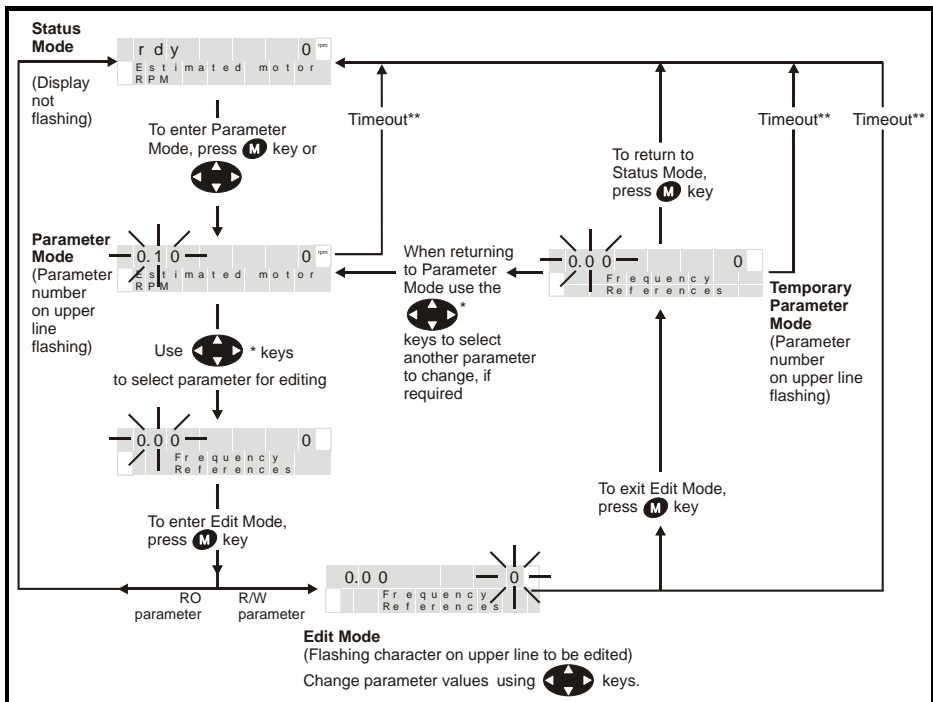 Status
Mode
(Display
not
flashing)
rdy 0 rpm
Estimated motor
RPM
To enter Parameter
Mode, press M key or
Timeout**
Timeout** Timeout**
To return to
Status Mode,
press M key
Parameter
Mode
(Parameter
number
on upper
line
flashing)
0.10 0 rpm
Estimated motor
RPM
When returning
to Parameter
Mode use the
*
keys to select
another parameter
to change, if
required
0.00 0
Frequency
References
Temporary
Parameter
Mode
(Parameter
number
on upper line
flashing)
Use * keys
to select parameter for editing
0.00 0
Frequency
References
To enter Edit Mode,
press M key
To exit Edit Mode,
press M key
RO
parameter
R/W
parameter
0.00 0
Frequency
References
Edit Mode
(Flashing character on upper line to be edited)
Change parameter values using keys.